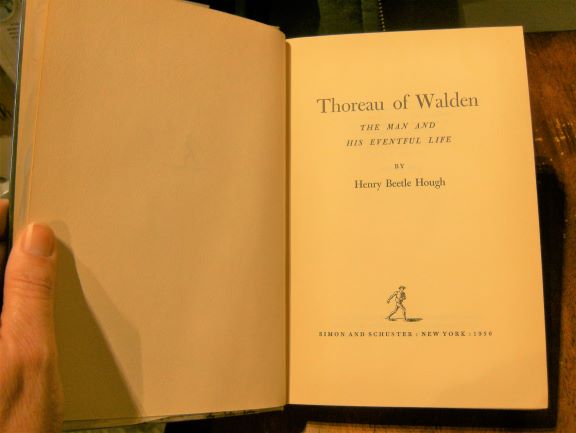 Thoreau of Walden
THE MAN AND
HIS EVENTFUL LIFE
BY
Henry Beetle Hough
SIMON AND SCHUSTER : NEW YORK : 1956